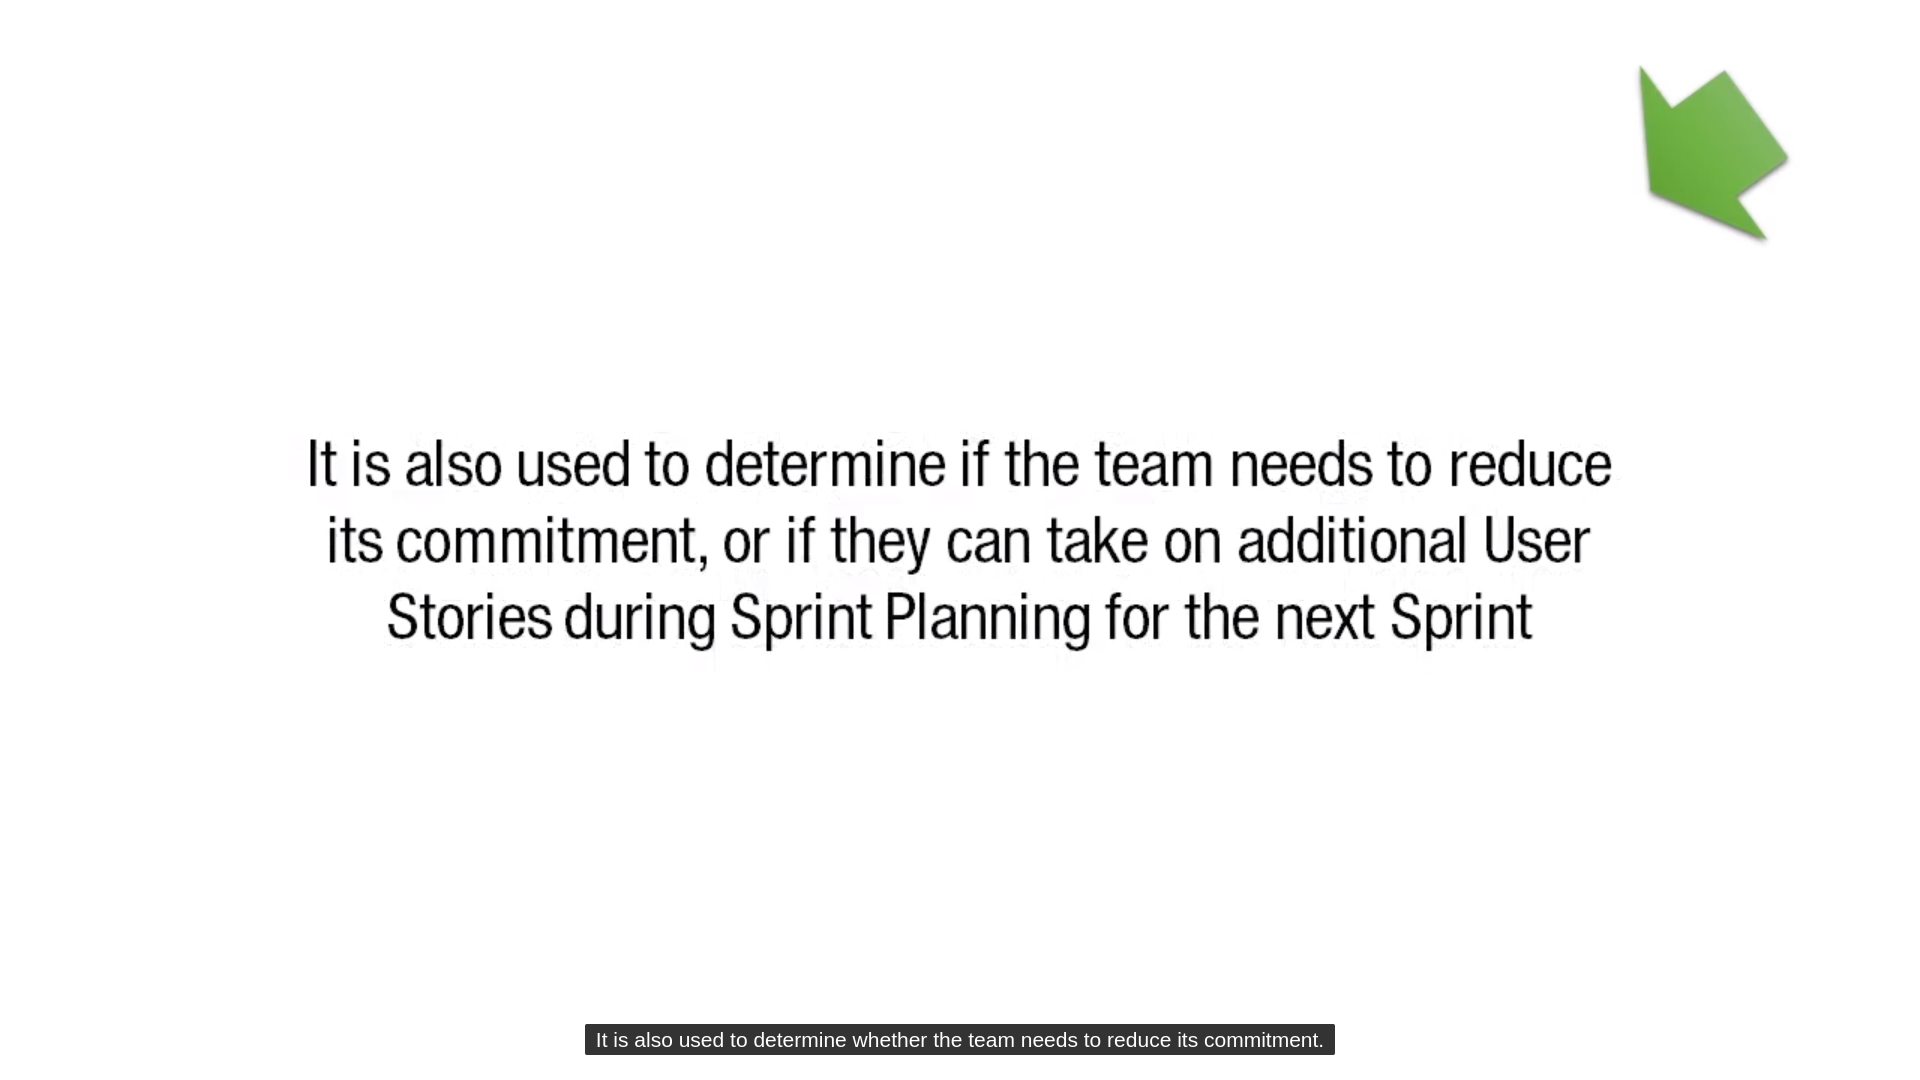 It is also used to determine if the team needs to reduce
its commitment, or if they can take on additional User
Stories during Sprint Planning for the next Sprint
It is also used to determine whether the team needs to reduce its commitment.